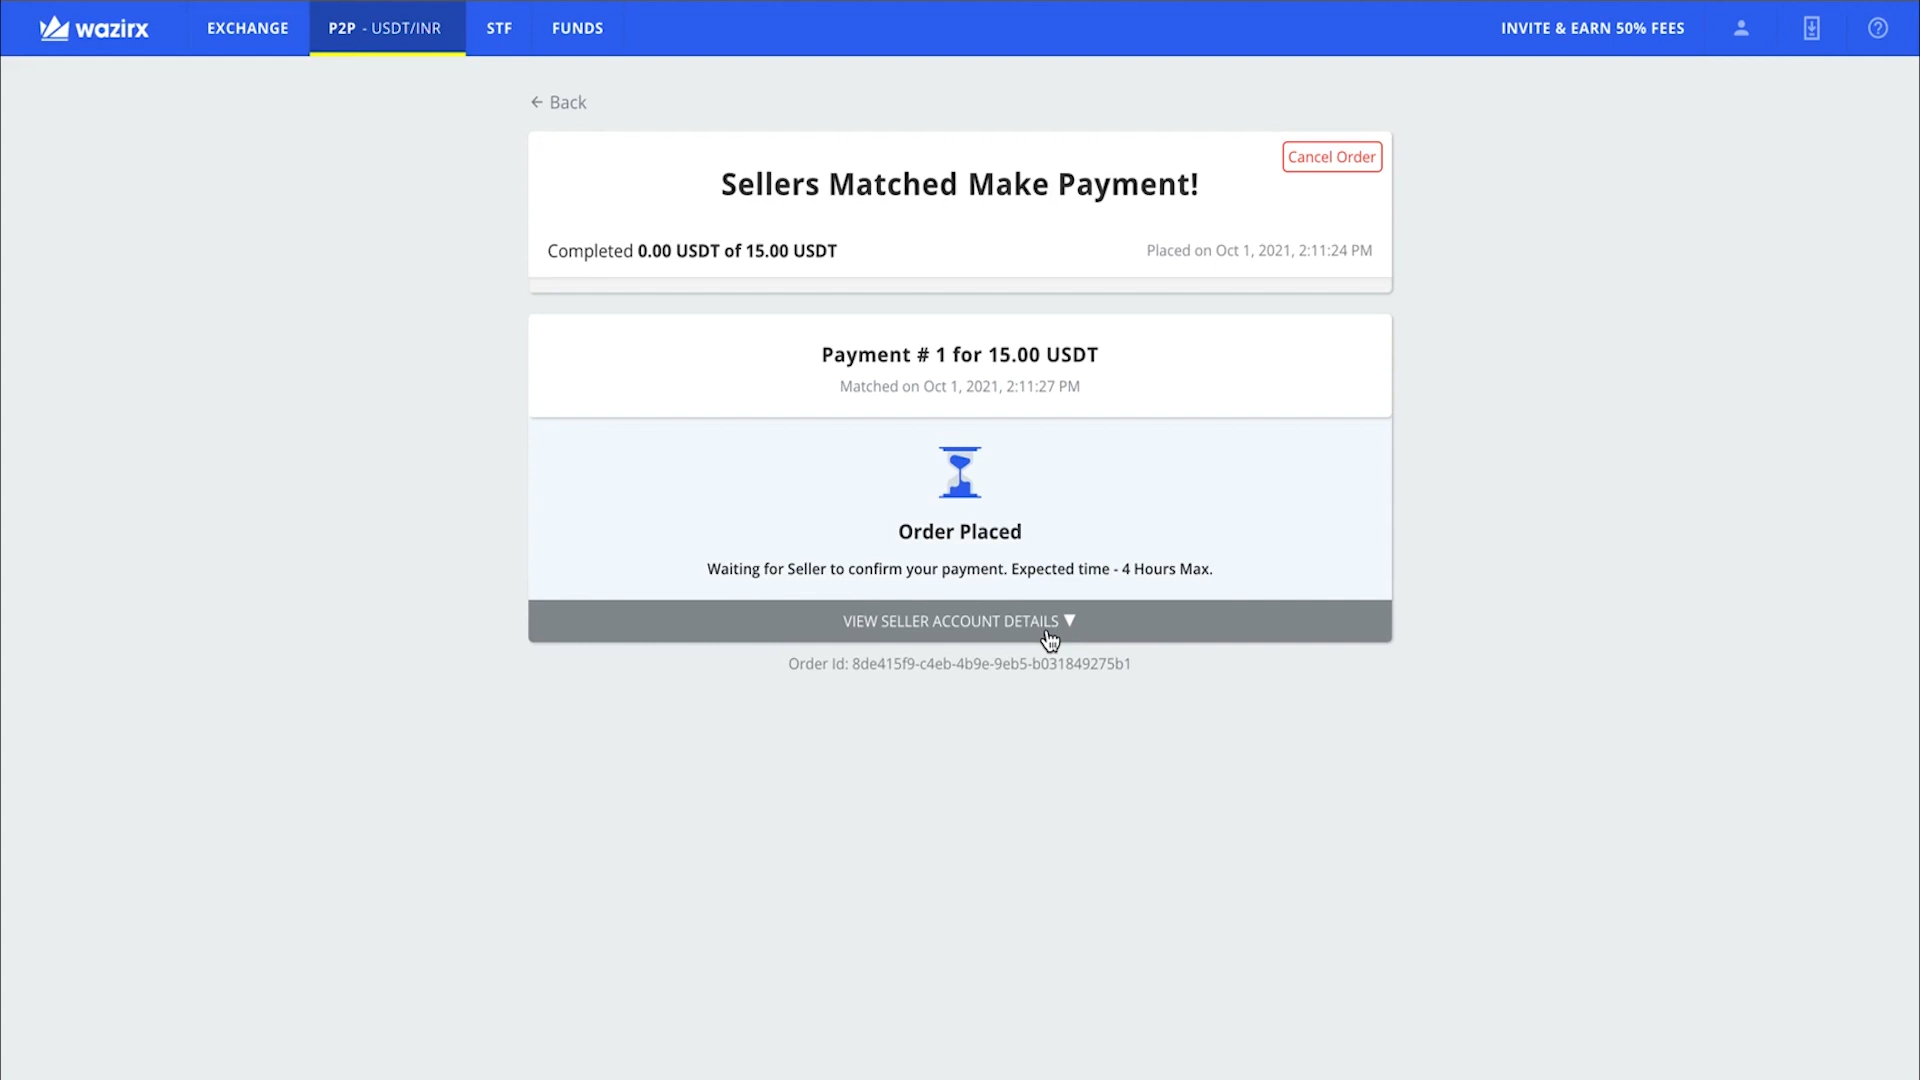 wazirx
EXCHANGE
P2P - USDT/INR
STF
FUNDS
INVITE & EARN 50% FEES
← Back
Cancel Order
Sellers Matched Make Payment!
Completed 0.00 USDT of 15.00 USDT
Placed on Oct 1, 2021, 2:11:24 PM
Payment # 1 for 15.00 USDT
Matched on Oct 1, 2021, 2:11:27 PM
Order Placed
Waiting for Seller to confirm your payment. Expected time - 4 Hours Max.
VIEW SELLER ACCOUNT DETAILS ▼
Order Id: 8de415f9-c4eb-4b9e-9eb5-b031849275b1